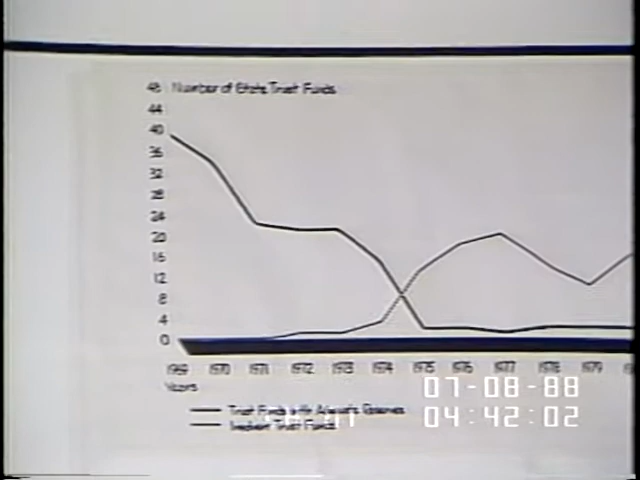 48 Number of State Trust Funds
44
40
36
32
28
24
20
16
12
8
4
0
1969 1970 1971 1972 1973 1974 1975 1976 1977 1978 1979
Years
Trust Funds with Adequate Reserves
Insolvent Trust Funds
07-08-88
04:42:02